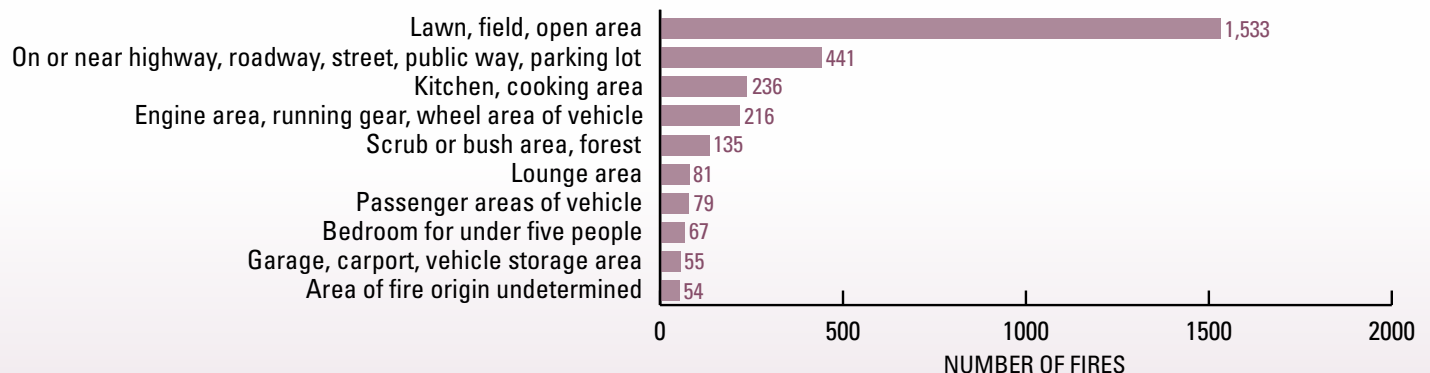 Lawn, field, open area 1,533
On or near highway, roadway, street, public way, parking lot 441
Kitchen, cooking area 236
Engine area, running gear, wheel area of vehicle 216
Scrub or bush area, forest 135
Lounge area 81
Passenger areas of vehicle 79
Bedroom for under five people 67
Garage, carport, vehicle storage area 55
Area of fire origin undetermined 54
0 500 1000 1500 2000
NUMBER OF FIRES